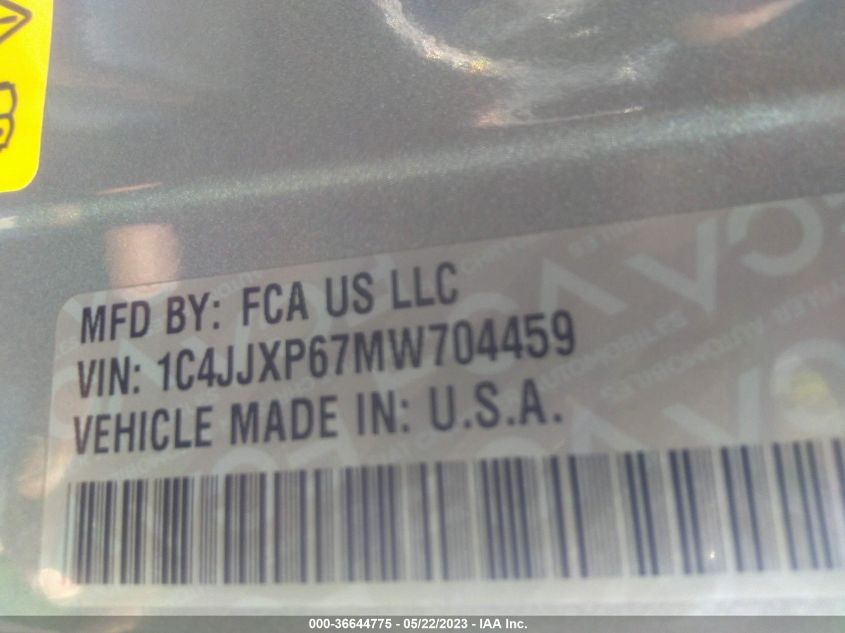 MFD BY: FCA US LLC
VIN: 1C4JJXP67MW704459
VEHICLE MADE IN: U.S.A.
000-36644775 - 05/22/2023 - IAA Inc.